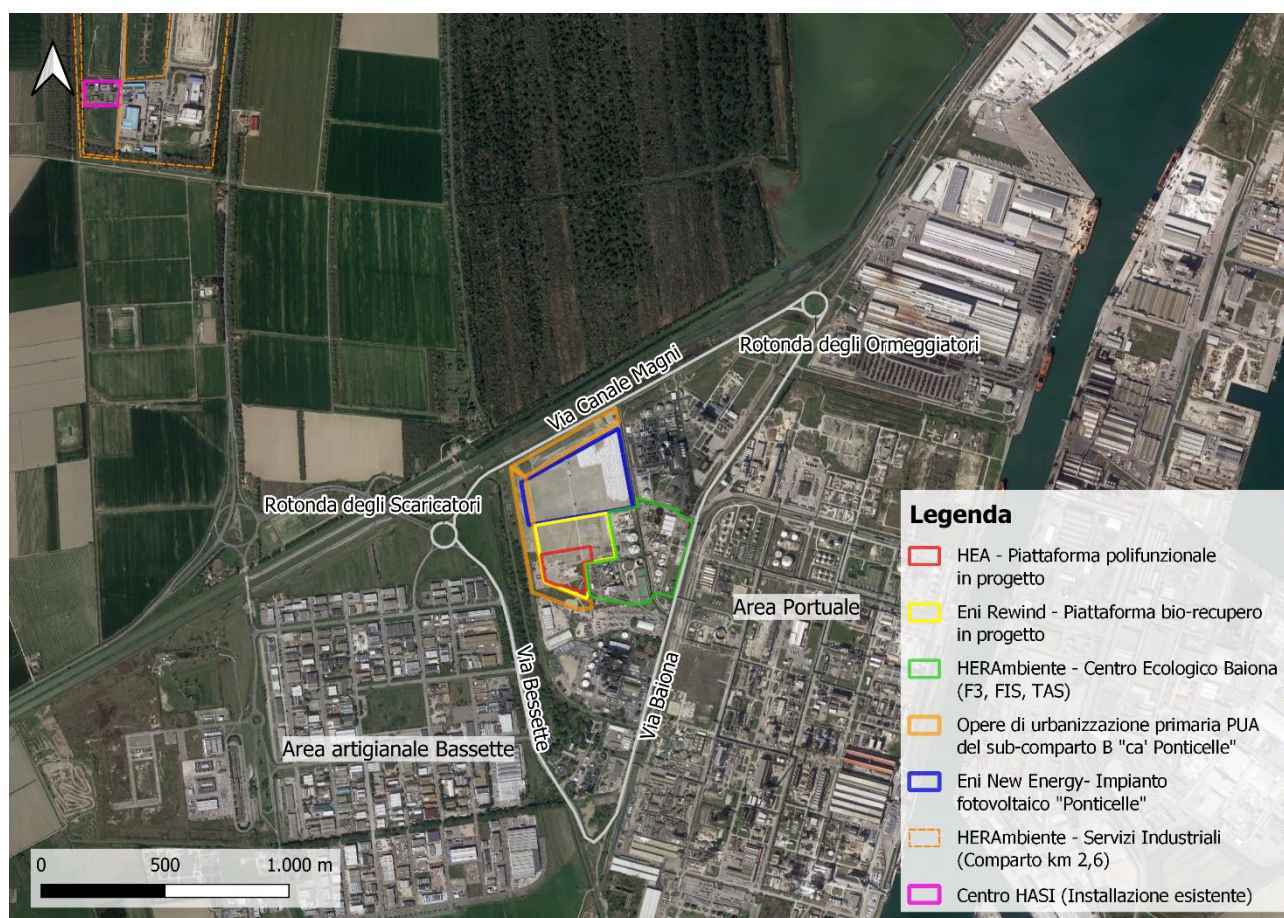 Via Canale Magni
Rotonda degli Ormeggiatori
Rotonda degli Scaricatori
Via Bessette
Via Baiona
Area Portuale
Area artigianale Bassette
Legenda
HEA - Piattaforma polifunzionale
in progetto
Eni Rewind - Piattaforma bio-recupero
in progetto
HERAmbiente - Centro Ecologico Baiona
(F3, FIS, TAS)
Opere di urbanizzazione primaria PUA
del sub-comparto B "ca' Ponticelle"
Eni New Energy- Impianto
fotovoltaico "Ponticelle"
HERAmbiente - Servizi Industriali
(Comparto km 2,6)
Centro HASI (Installazione esistente)
0 500 1.000 m